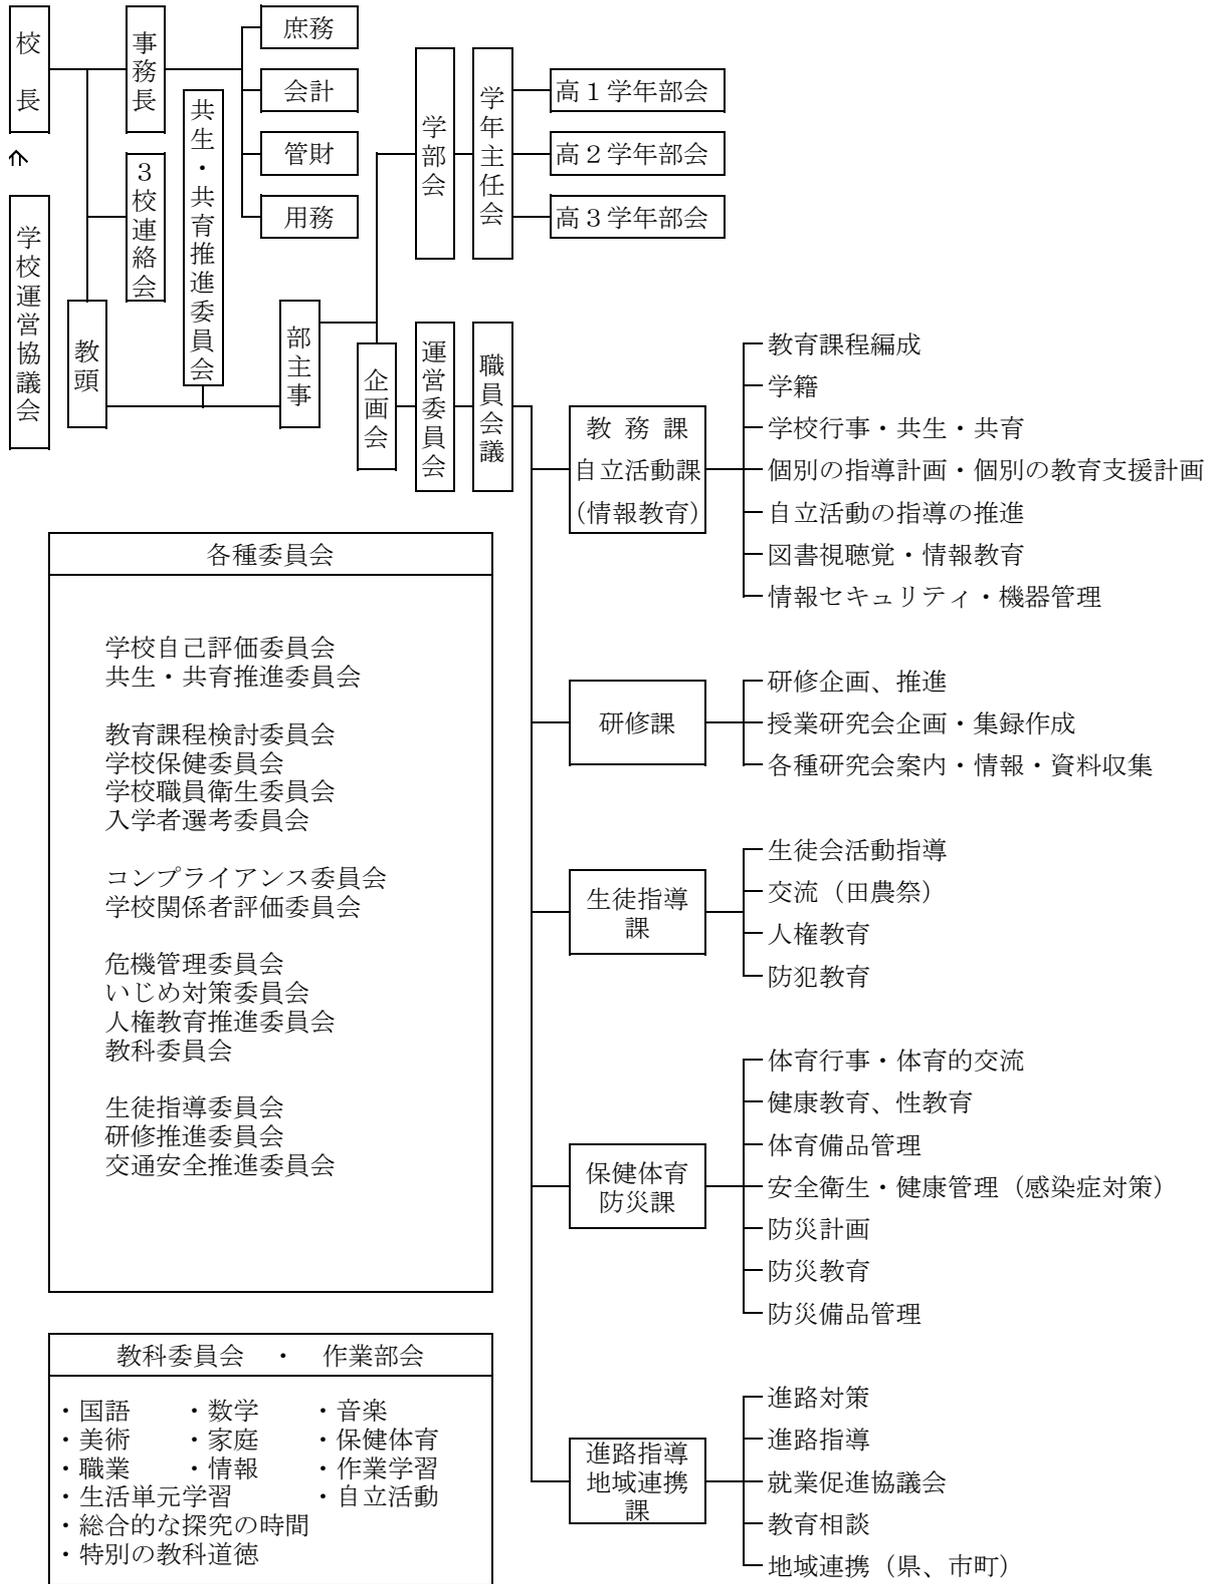 校長
学校運営協議会
事務長
3校連絡会
教頭
共生・共育推進委員会
庶務
会計
管財
用務
部主事
企画会
学部会
学年主任会
高1学年部会
高2学年部会
高3学年部会
運営委員会
職員会議
教務課
自立活動課
(情報教育)
教育課程編成
学籍
学校行事・共生・共育
個別の指導計画・個別の教育支援計画
自立活動の指導の推進
図書視聴覚・情報教育
情報セキュリティ・機器管理
研修課
研修企画、推進
授業研究会企画・集録作成
各種研究会案内・情報・資料収集
生徒指導
課
生徒会活動指導
交流（田農祭）
人権教育
防犯教育
保健体育
防災課
体育行事・体育的交流
健康教育、性教育
体育備品管理
安全衛生・健康管理（感染症対策）
防災計画
防災教育
防災備品管理
進路指導
地域連携
課
進路対策
進路指導
就業促進協議会
教育相談
地域連携（県、市町）
各種委員会
学校自己評価委員会
共生・共育推進委員会
教育課程検討委員会
学校保健委員会
学校職員衛生委員会
入学者選考委員会
コンプライアンス委員会
学校関係者評価委員会
危機管理委員会
いじめ対策委員会
人権教育推進委員会
教科委員会
生徒指導委員会
研修推進委員会
交通安全推進委員会
教科委員会　・　作業部会
・国語　・数学　・音楽
・美術　・家庭　・保健体育
・職業　・情報　・作業学習
・生活単元学習　・自立活動
・総合的な探究の時間
・特別の教科道徳